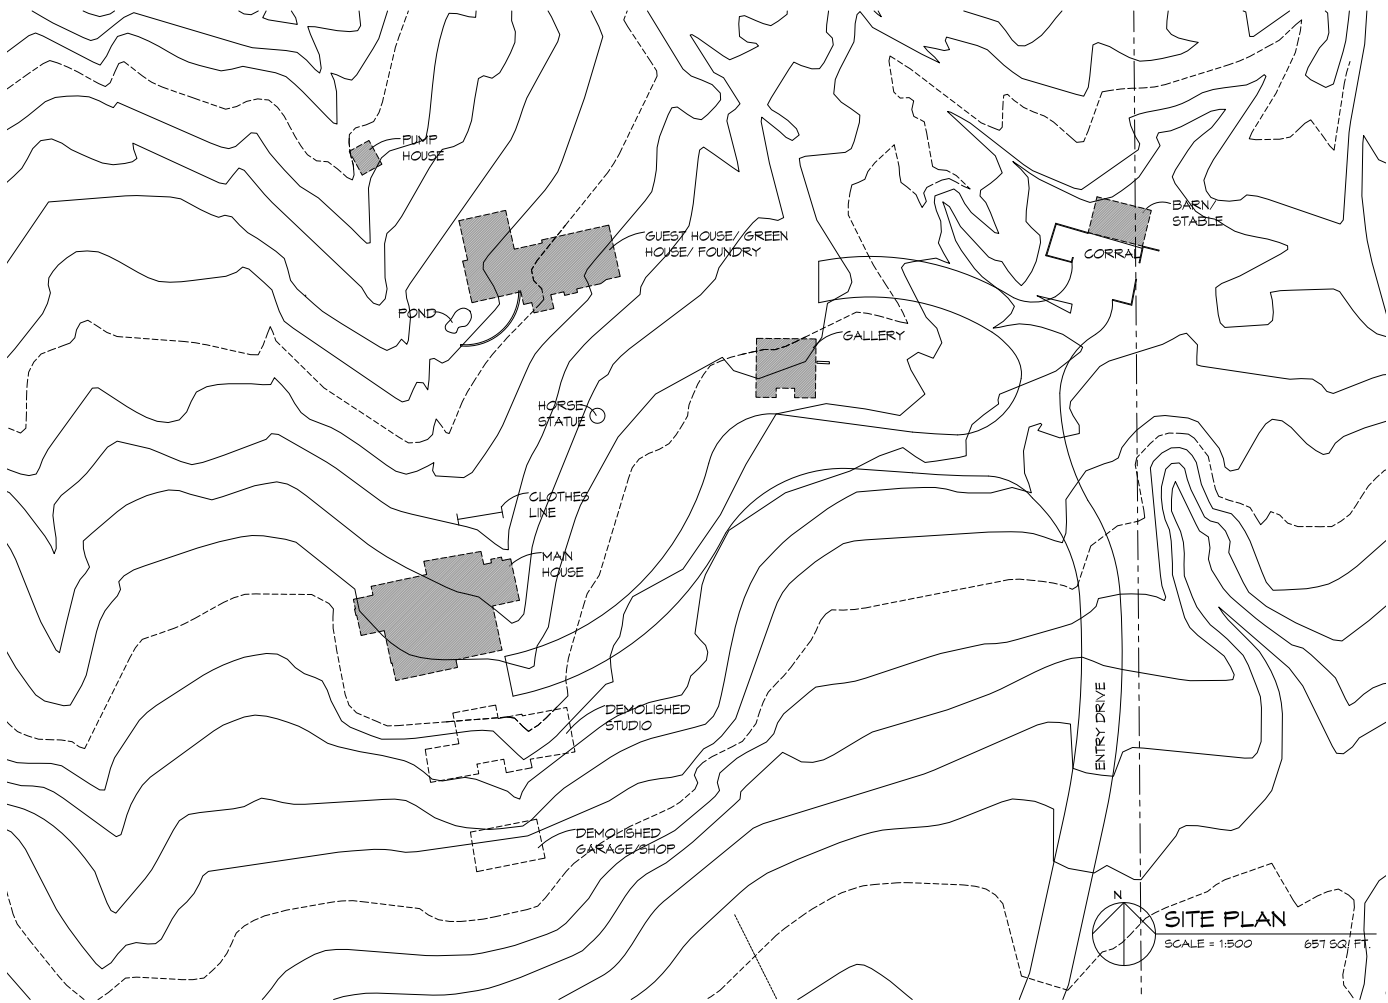 PUMP
HOUSE
BARN/
STABLE
GUEST HOUSE/ GREEN
HOUSE/ FOUNDRY
CORRAL
POND
GALLERY
HORSE
STATUE
CLOTHES
LINE
MAIN
HOUSE
ENTRY DRIVE
DEMOLISHED
STUDIO
DEMOLISHED
GARAGE/SHOP
N
SITE PLAN
SCALE = 1:500
657 SQ. FT.